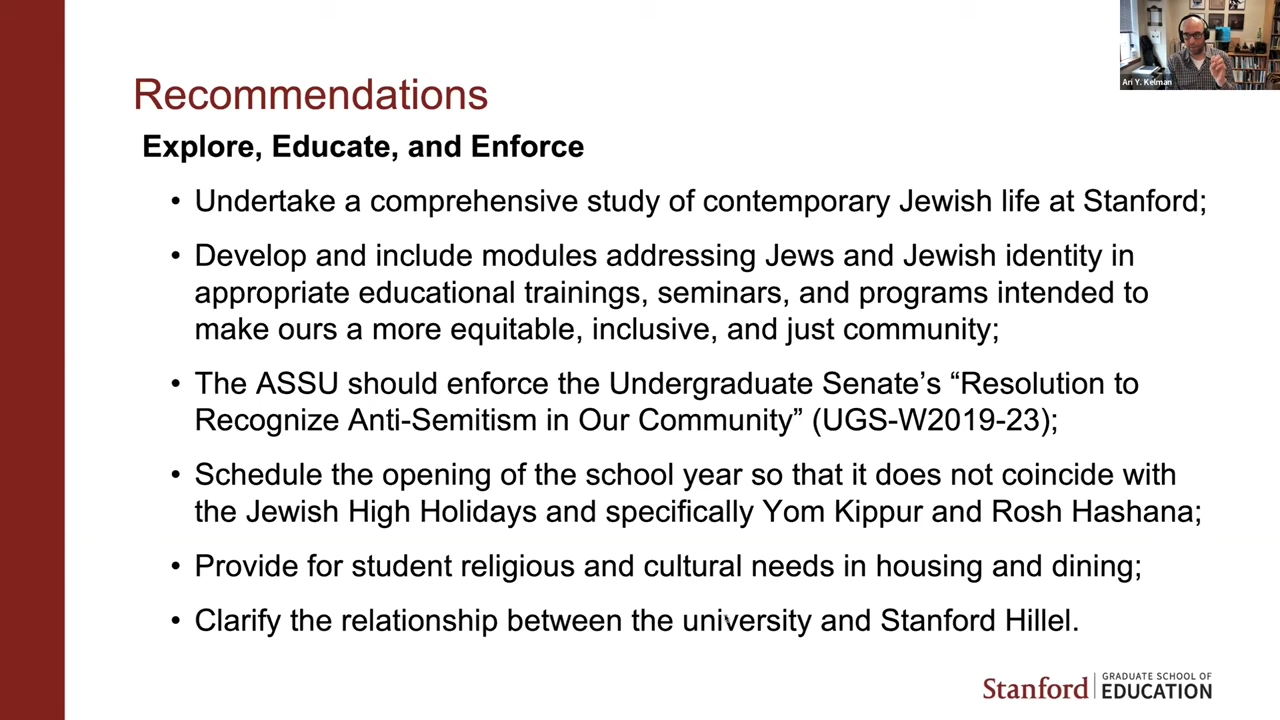 Ari Y. Kelman
Recommendations
Explore, Educate, and Enforce
• Undertake a comprehensive study of contemporary Jewish life at Stanford;
• Develop and include modules addressing Jews and Jewish identity in
appropriate educational trainings, seminars, and programs intended to
make ours a more equitable, inclusive, and just community;
• The ASSU should enforce the Undergraduate Senate’s “Resolution to
Recognize Anti-Semitism in Our Community” (UGS-W2019-23);
• Schedule the opening of the school year so that it does not coincide with
the Jewish High Holidays and specifically Yom Kippur and Rosh Hashana;
• Provide for student religious and cultural needs in housing and dining;
• Clarify the relationship between the university and Stanford Hillel.
Stanford
GRADUATE SCHOOL OF
EDUCATION